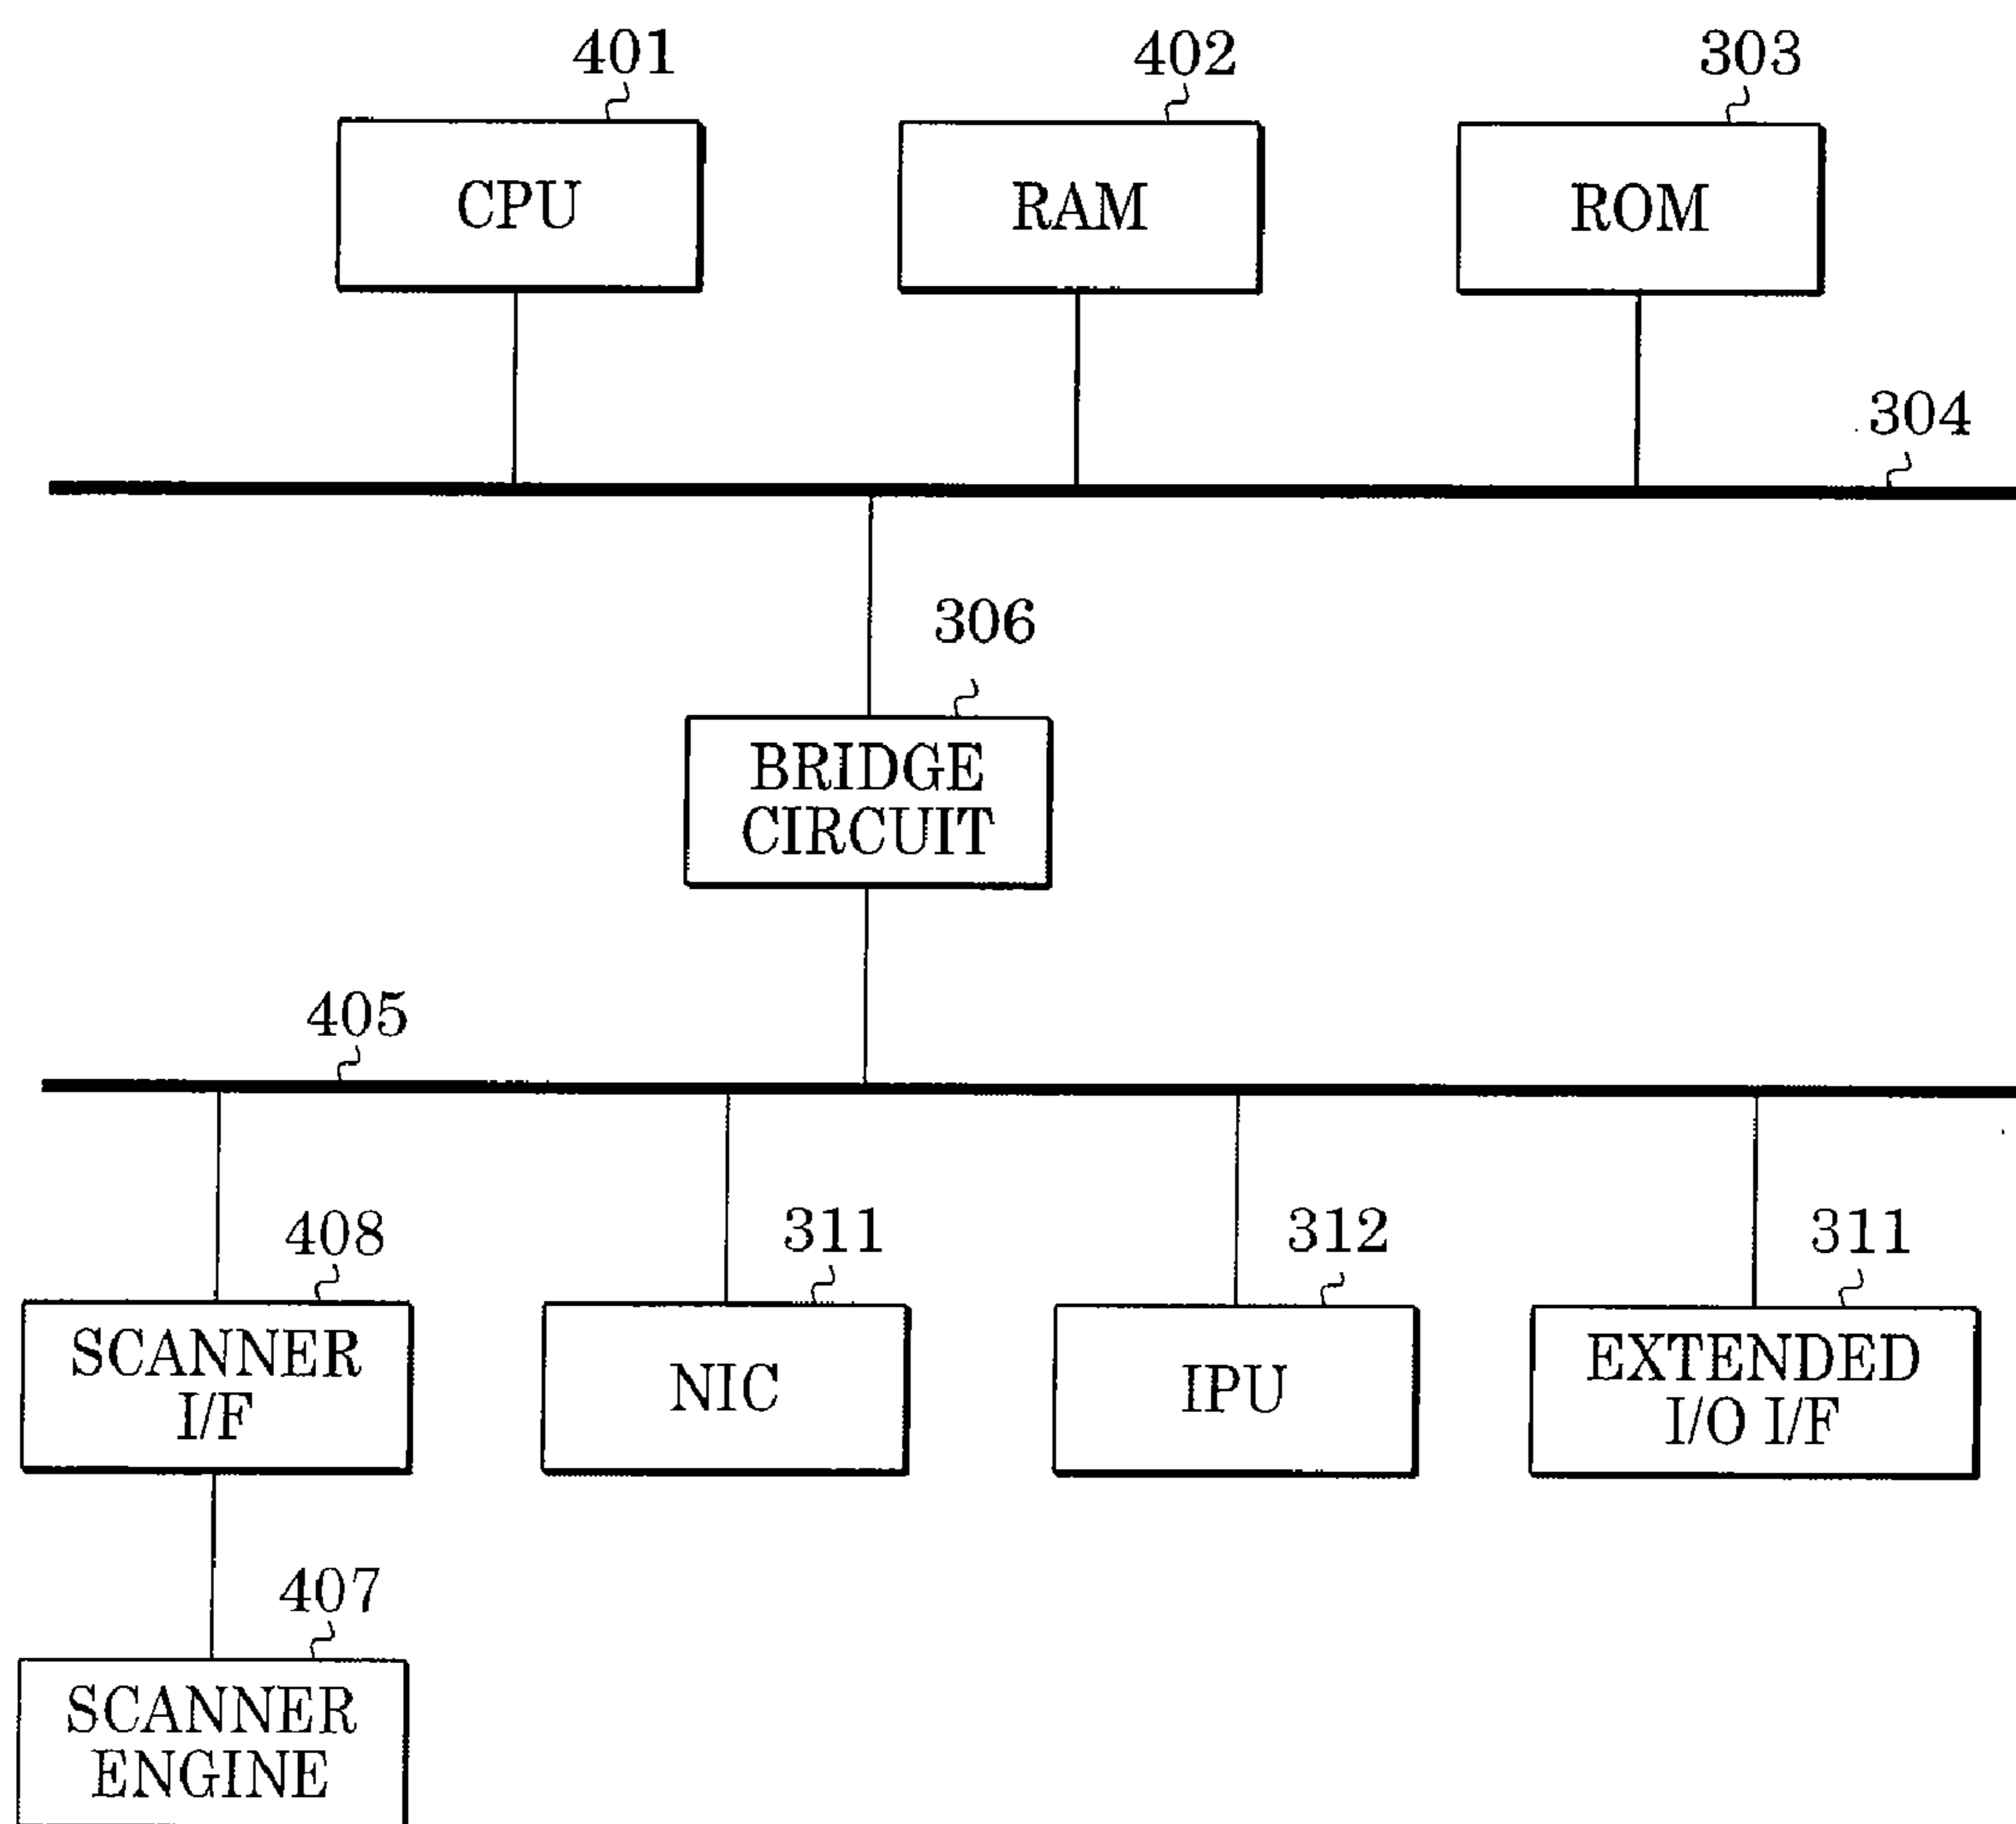 401
402
303
CPU
RAM
ROM
304
306
BRIDGE
CIRCUIT
405
408
311
312
311
SCANNER
I/F
NIC
IPU
EXTENDED
I/O I/F
407
SCANNER
ENGINE